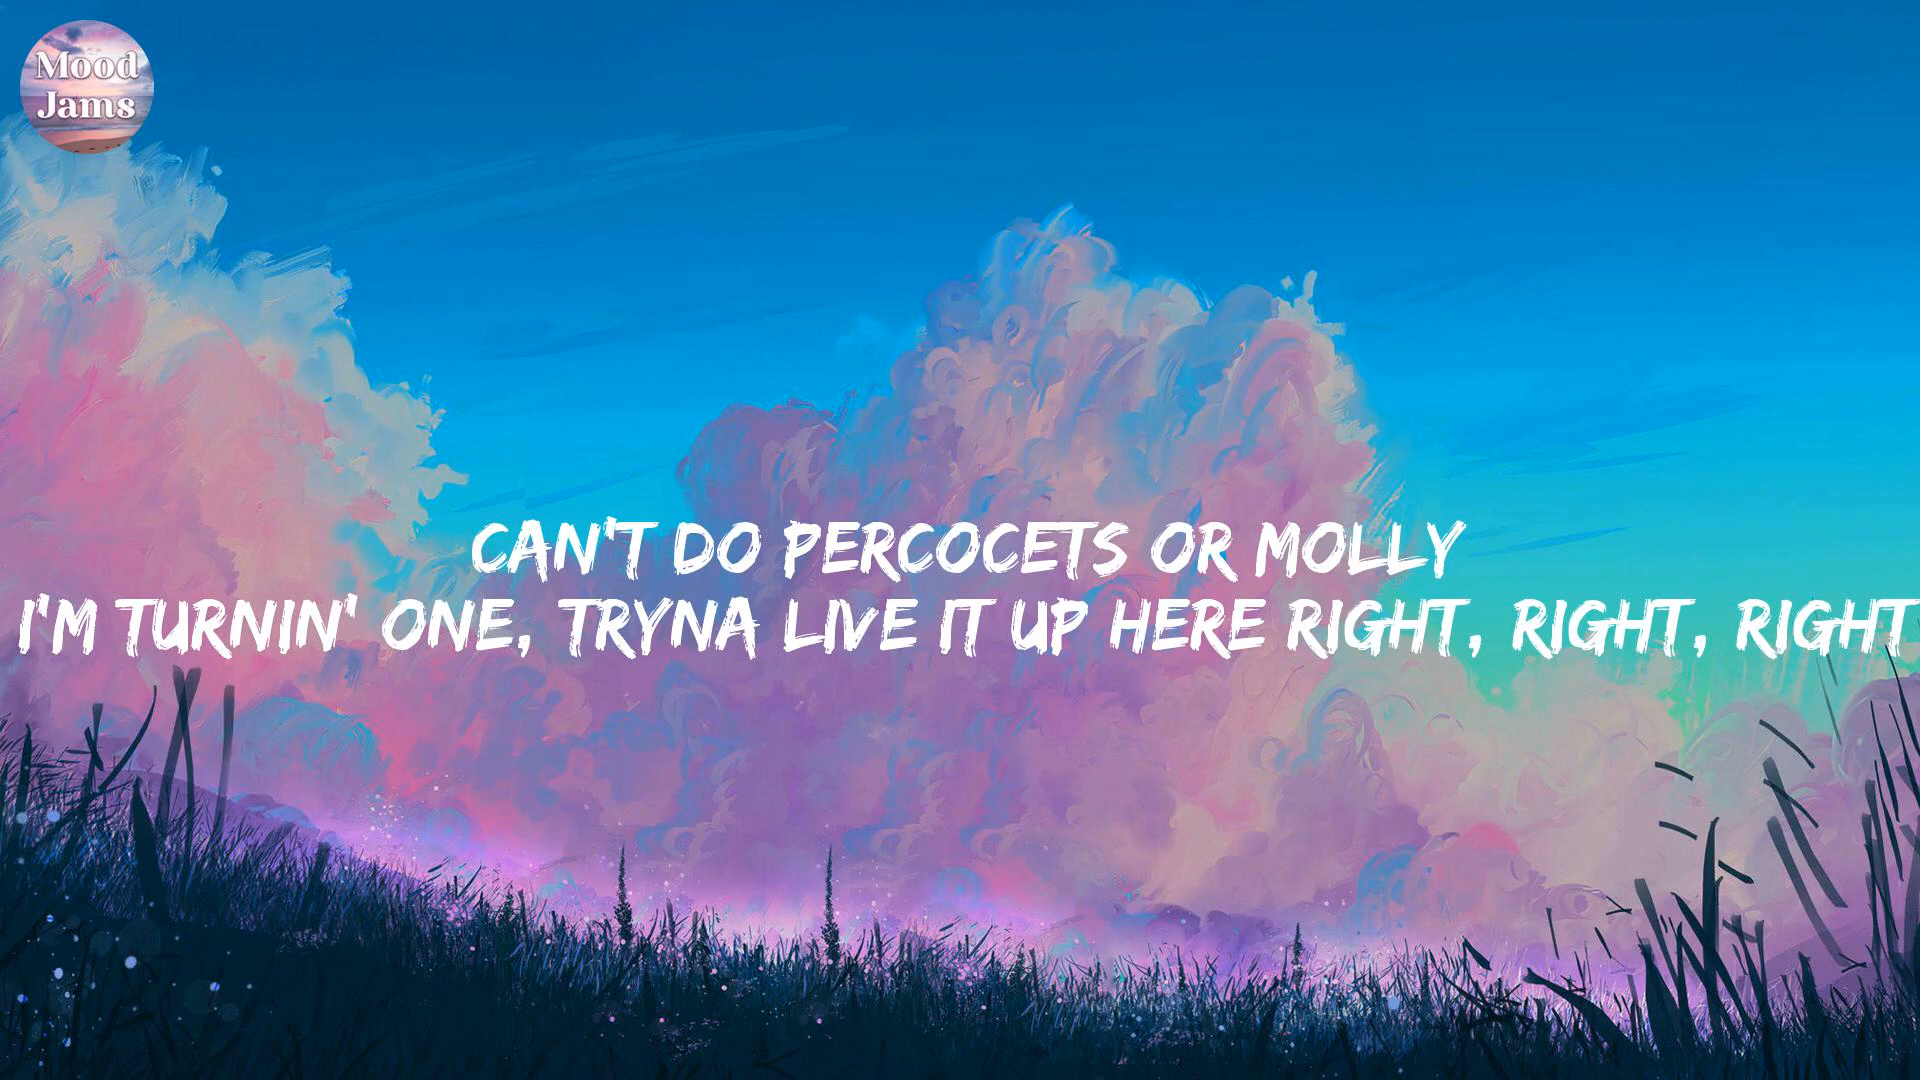 Mood
Jams
CAN'T DO PERCOCETS OR MOLLY
I'M TURNIN' ONE, TRYNA LIVE IT UP HERE RIGHT, RIGHT, RIGHT